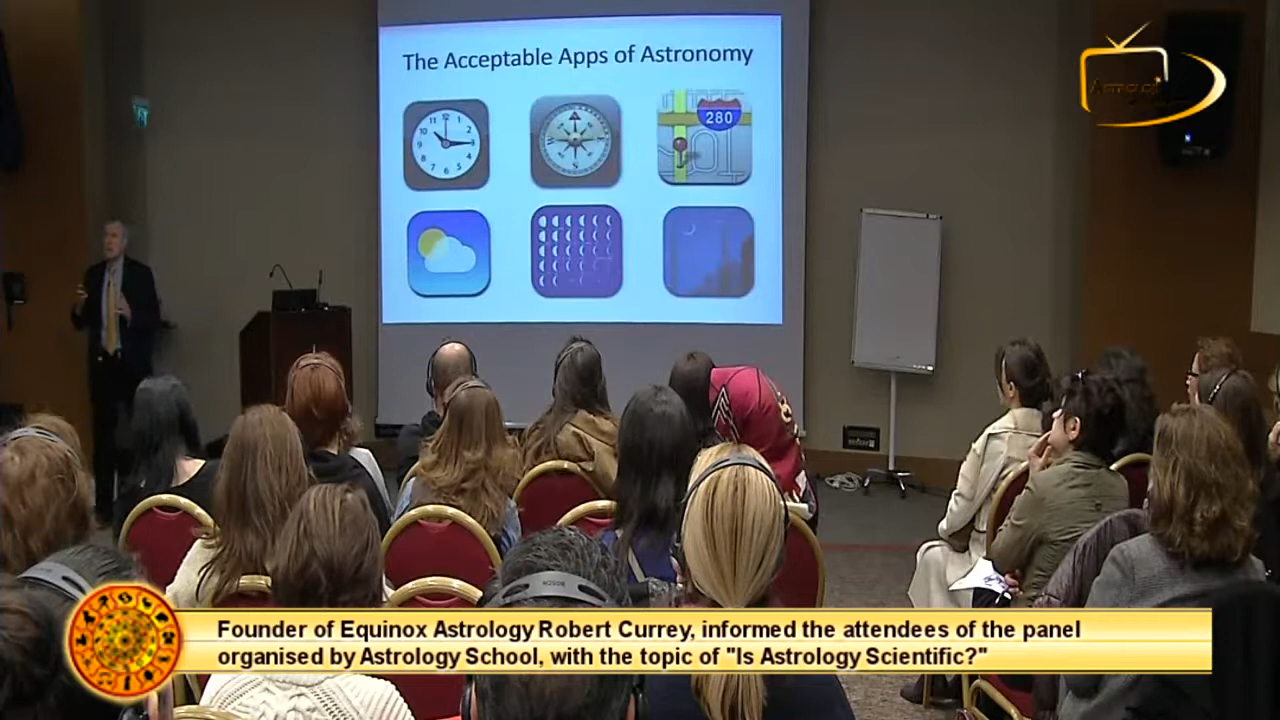 The Acceptable Apps of Astronomy
280
Founder of Equinox Astrology Robert Currey, informed the attendees of the panel
organised by Astrology School, with the topic of "Is Astrology Scientific?"